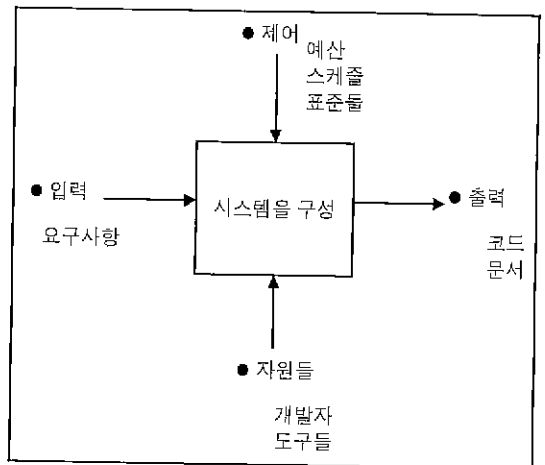 ● 제어
예산
스케줄
표준들
● 입력
요구사항
시스템을 구성
● 출력
코드
문서
● 자원들
개발자
도구들